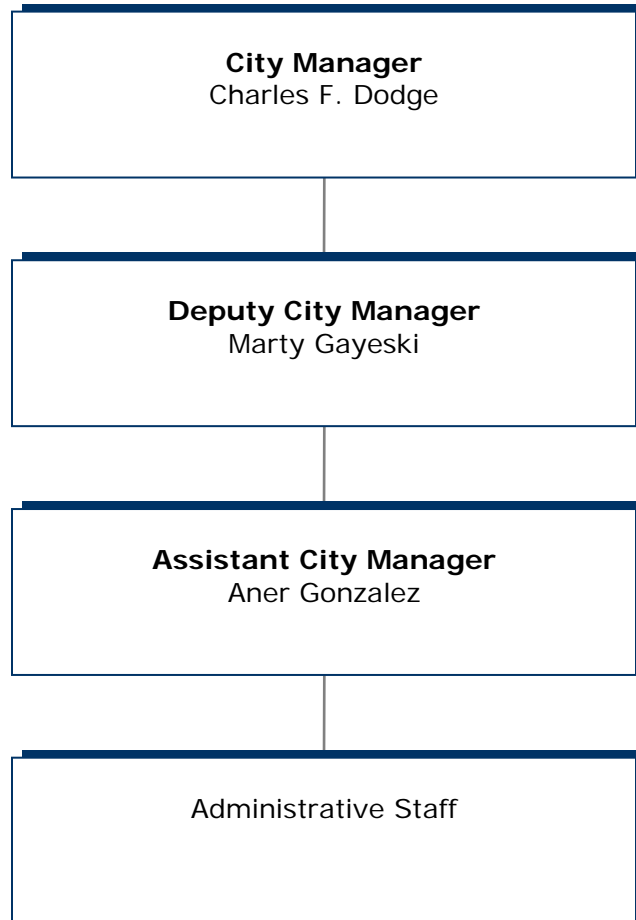 City Manager
Charles F. Dodge
Deputy City Manager
Marty Gayeski
Assistant City Manager
Aner Gonzalez
Administrative Staff